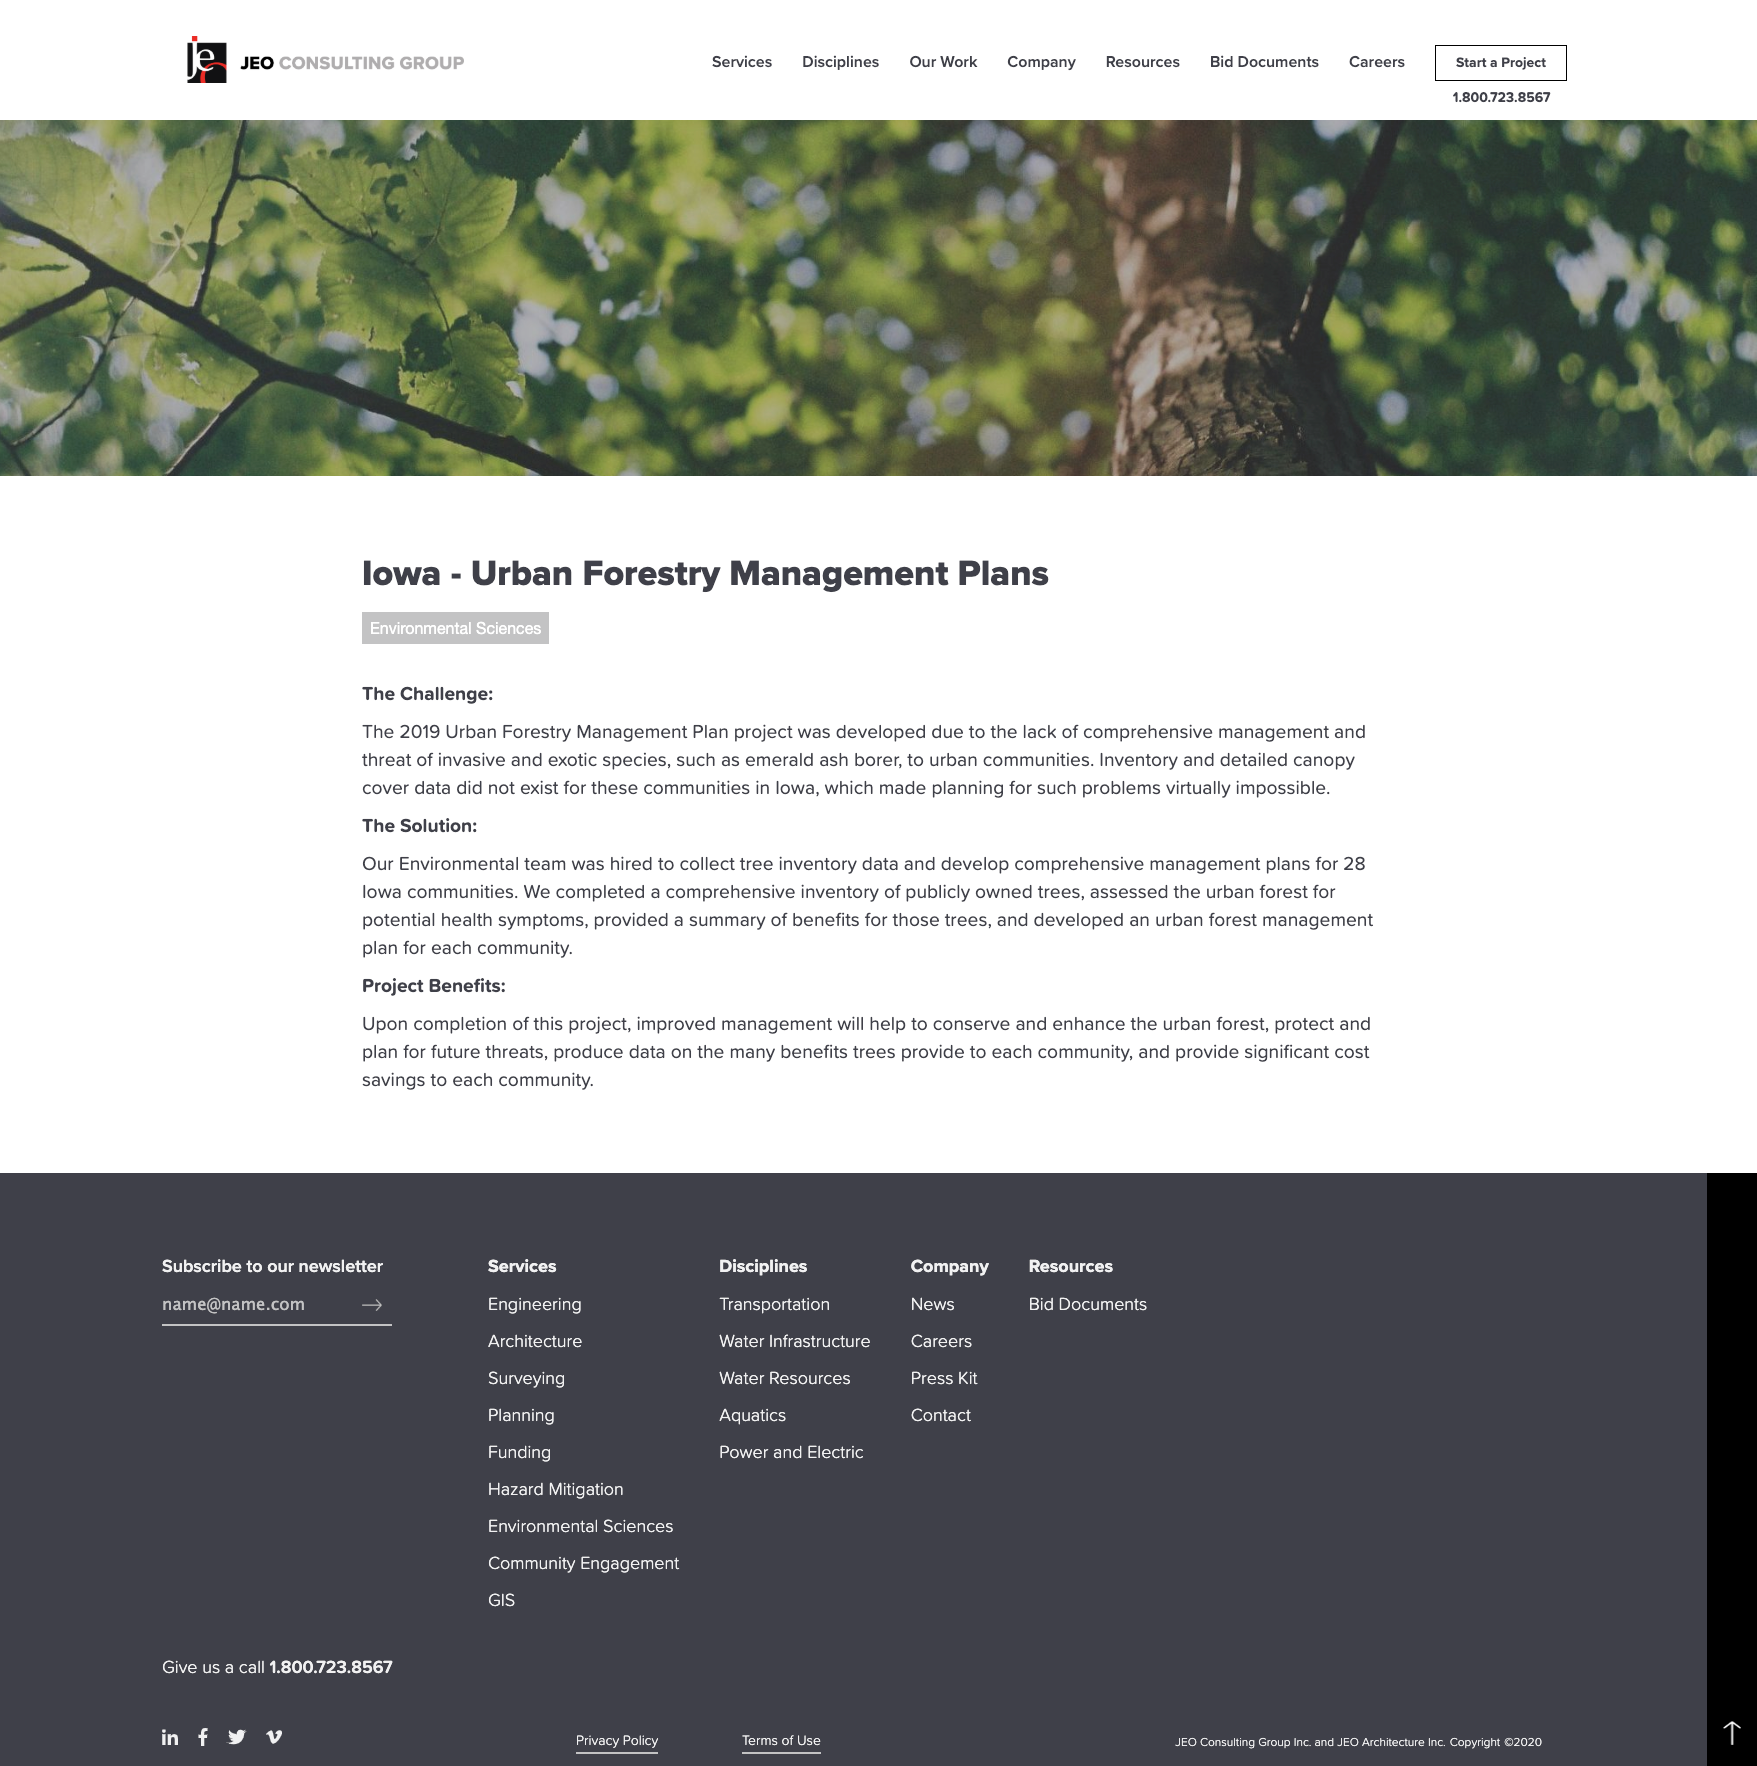 je JEO CONSULTING GROUP
Services Disciplines Our Work Company Resources Bid Documents Careers Start a Project
1.800.723.8567
Iowa - Urban Forestry Management Plans
Environmental Sciences
The Challenge:
The 2019 Urban Forestry Management Plan project was developed due to the lack of comprehensive management and
threat of invasive and exotic species, such as emerald ash borer, to urban communities. Inventory and detailed canopy
cover data did not exist for these communities in Iowa, which made planning for such problems virtually impossible.
The Solution:
Our Environmental team was hired to collect tree inventory data and develop comprehensive management plans for 28
Iowa communities. We completed a comprehensive inventory of publicly owned trees, assessed the urban forest for
potential health symptoms, provided a summary of benefits for those trees, and developed an urban forest management
plan for each community.
Project Benefits:
Upon completion of this project, improved management will help to conserve and enhance the urban forest, protect and
plan for future threats, produce data on the many benefits trees provide to each community, and provide significant cost
savings to each community.
Subscribe to our newsletter
name@name.com
Services
Engineering
Architecture
Surveying
Planning
Funding
Hazard Mitigation
Environmental Sciences
Community Engagement
GIS
Disciplines
Transportation
Water Infrastructure
Water Resources
Aquatics
Power and Electric
Company
News
Careers
Press Kit
Contact
Resources
Bid Documents
Give us a call 1.800.723.8567
Privacy Policy Terms of Use JEO Consulting Group Inc. and JEO Architecture Inc. Copyright ©2020